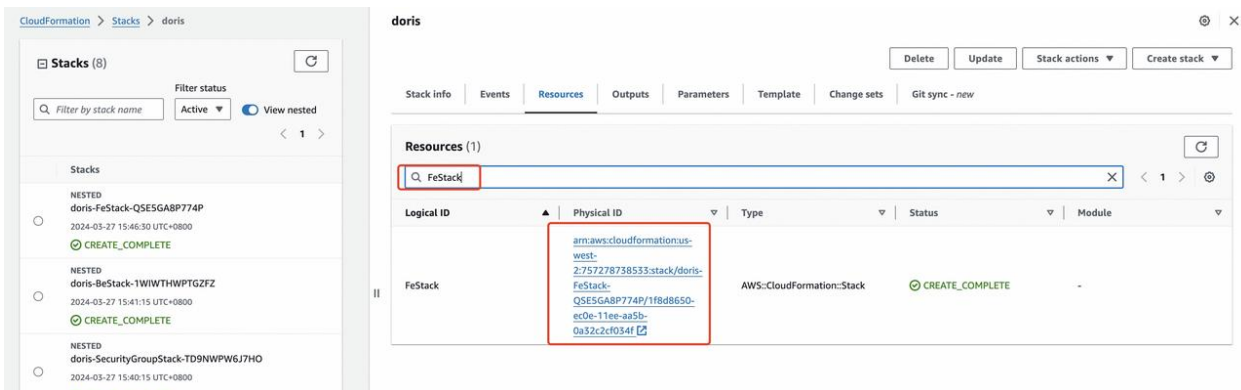 CloudFormation > Stacks > doris
Stacks (8)
Filter status
Filter by stack name
Active
View nested
1
Stacks
NESTED
doris-FeStack-QSESGA8P774P
2024-03-27 15:46:30 UTC+0800
CREATE_COMPLETE
NESTED
doris-BeStack-1WIWTHWPTGZFZ
2024-03-27 15:41:15 UTC+0800
CREATE_COMPLETE
NESTED
doris-SecurityGroupStack-TD9NWPW6J7HO
2024-03-27 15:40:15 UTC+0800
doris
Delete Update Stack actions Create stack
Stack info Events Resources Outputs Parameters Template Change sets Git sync - new
Resources (1)
FeStack
1
Logical ID Physical ID Type Status Module
arn:aws:cloudformation:us-
west-
2:757278738533:stack/doris-
FeStack-
QSESGA8P774P/1f8d8650-
ec0e-11ee-aa5b-
0a32c2cf034f
FeStack AWS::CloudFormation::Stack CREATE_COMPLETE -